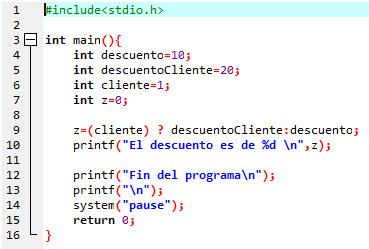 1 #include<stdio.h>
2
3 int main(){
4 int descuento=10;
5 int descuentoCliente=20;
6 int cliente=1;
7 int z=0;
8
9 z=(cliente) ? descuentoCliente:descuento;
10 printf("El descuento es de %d \n",z);
11
12 printf("Fin del programa\n");
13 printf("\n");
14 system("pause");
15 return 0;
16 }